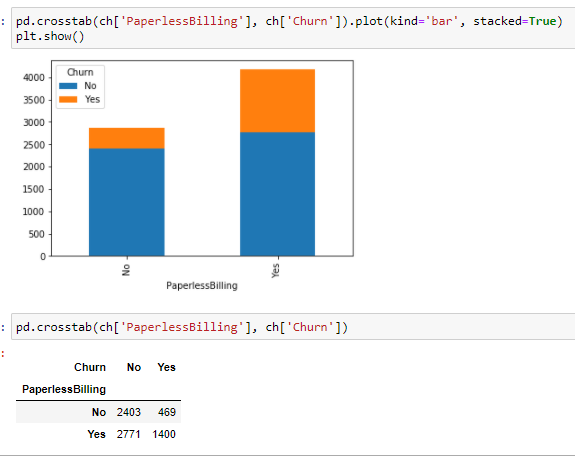 : pd.crosstab(ch['PaperlessBilling'], ch['Churn']).plot(kind='bar', stacked=True)
plt.show()
Churn
No
Yes
4000
3500
3000
2500
2000
1500
1000
500
0
No Yes
PaperlessBilling
: pd.crosstab(ch['PaperlessBilling'], ch['Churn'])
:
Churn No Yes
PaperlessBilling
No 2403 469
Yes 2771 1400